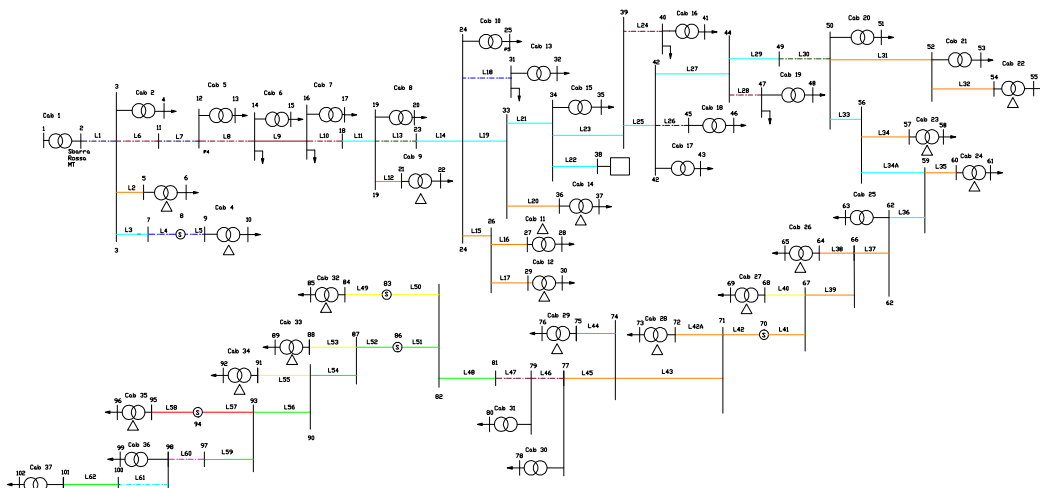 39
Cab 16
24
Cab 10
25
40
41
50
Cab 20
51
L24
44
Cab 13
P5
31
32
L29
49
L30
L31
52
Cab 21
53
3
Cab 2
4
Cab 5
12
13
Cab 6
14
15
Cab 7
16
17
Cab 8
19
20
L18
Cab 15
34
35
42
L27
Cab 19
47
48
L28
L32
54
Cab 22
55
Cab 1
1
2
L1
L6
11
L7
P4
L8
L9
L10
18
L11
L13
23
L14
L19
33
L21
L23
L25
L26
45
Cab 18
46
L33
56
L34
57
Cab 23
58
Sbarra
Rossa
MT
L22
38
Cab 17
43
42
L34A
59
L35
60
Cab 24
61
L2
5
6
L12
21
Cab 9
22
19
L20
36
Cab 14
37
63
Cab 25
62
L36
L3
7
L4
8
L5
9
Cab 4
10
3
L15
26
L16
27
Cab 11
28
24
L17
29
Cab 12
30
65
Cab 26
64
L38
66
L37
L39
62
85
Cab 32
84
L49
83
L50
69
Cab 27
68
L40
67
89
Cab 33
88
L53
87
L52
86
L51
76
Cab 29
75
L44
74
73
Cab 28
72
L42A
71
L42
70
L41
92
Cab 34
91
L55
L54
L48
81
L47
79
L46
77
L45
L43
82
96
Cab 35
95
L58
94
L57
93
L56
90
80
Cab 31
99
Cab 36
98
L60
97
L59
78
Cab 30
102
Cab 37
101
L62
100
L61